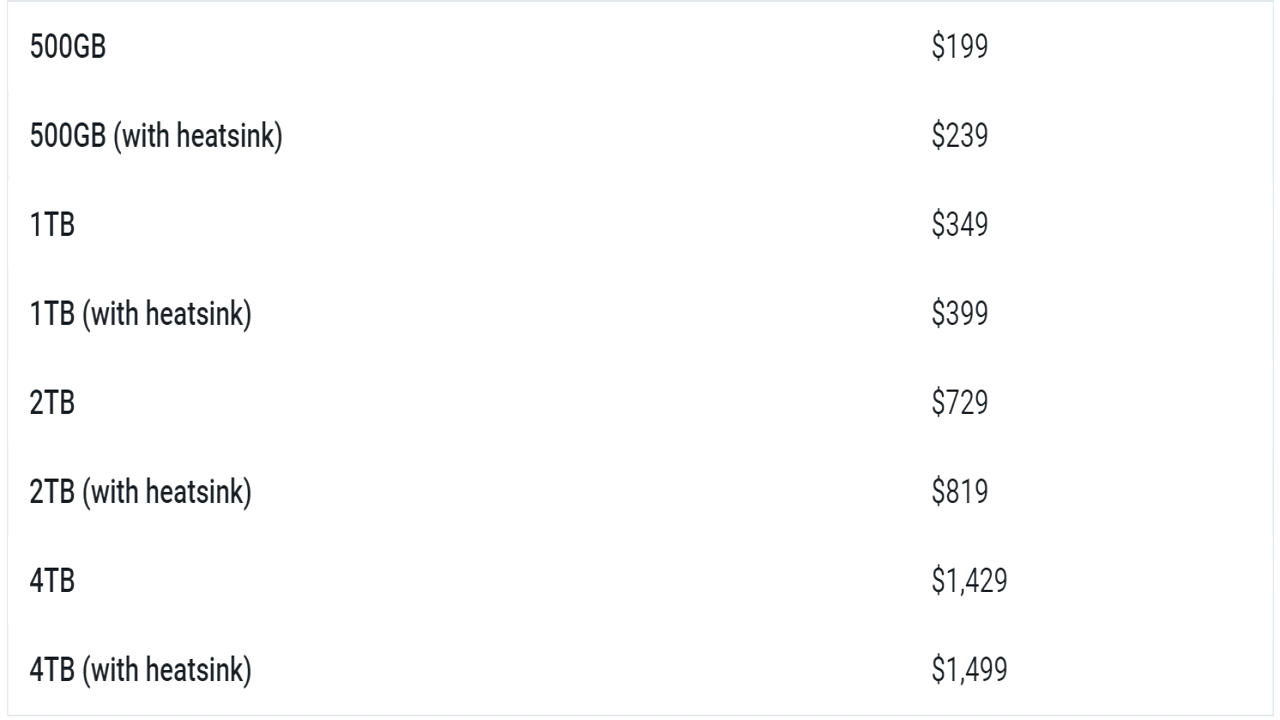 500GB $199
500GB (with heatsink) $239
1TB $349
1TB (with heatsink) $399
2TB $729
2TB (with heatsink) $819
4TB $1,429
4TB (with heatsink) $1,499